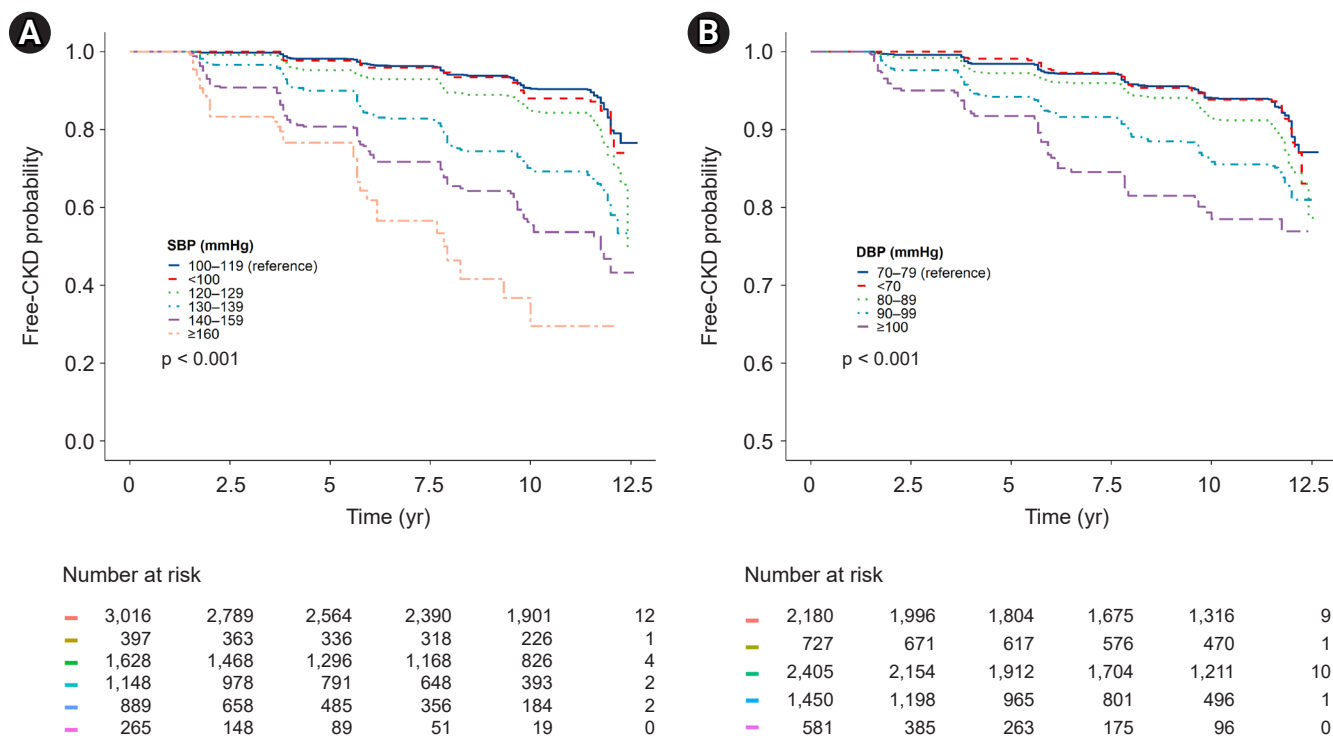 A
1.0
0.8
0.6
0.4
0.2
0.0
Free-CKD probability
SBP (mmHg)
100–119 (reference)
<100
120–129
130–139
140–159
≥160
p < 0.001
0 2.5 5 7.5 10 12.5
Time (yr)
Number at risk
3,016 2,789 2,564 2,390 1,901 12
397 363 336 318 226 1
1,628 1,468 1,296 1,168 826 4
1,148 978 791 648 393 2
889 658 485 356 184 2
265 148 89 51 19 0
B
1.0
0.9
0.8
0.7
0.6
0.5
Free-CKD probability
DBP (mmHg)
70–79 (reference)
<70
80–89
90–99
≥100
p < 0.001
0 2.5 5 7.5 10 12.5
Time (yr)
Number at risk
2,180 1,996 1,804 1,675 1,316 9
727 671 617 576 470 1
2,405 2,154 1,912 1,704 1,211 10
1,450 1,198 965 801 496 1
581 385 263 175 96 0